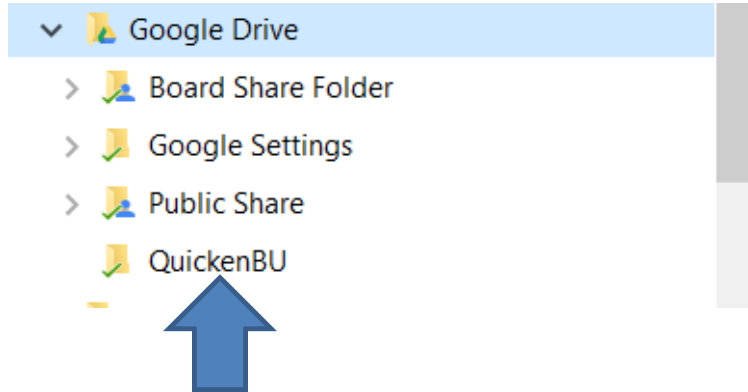 Google Drive
Board Share Folder
Google Settings
Public Share
QuickenBU